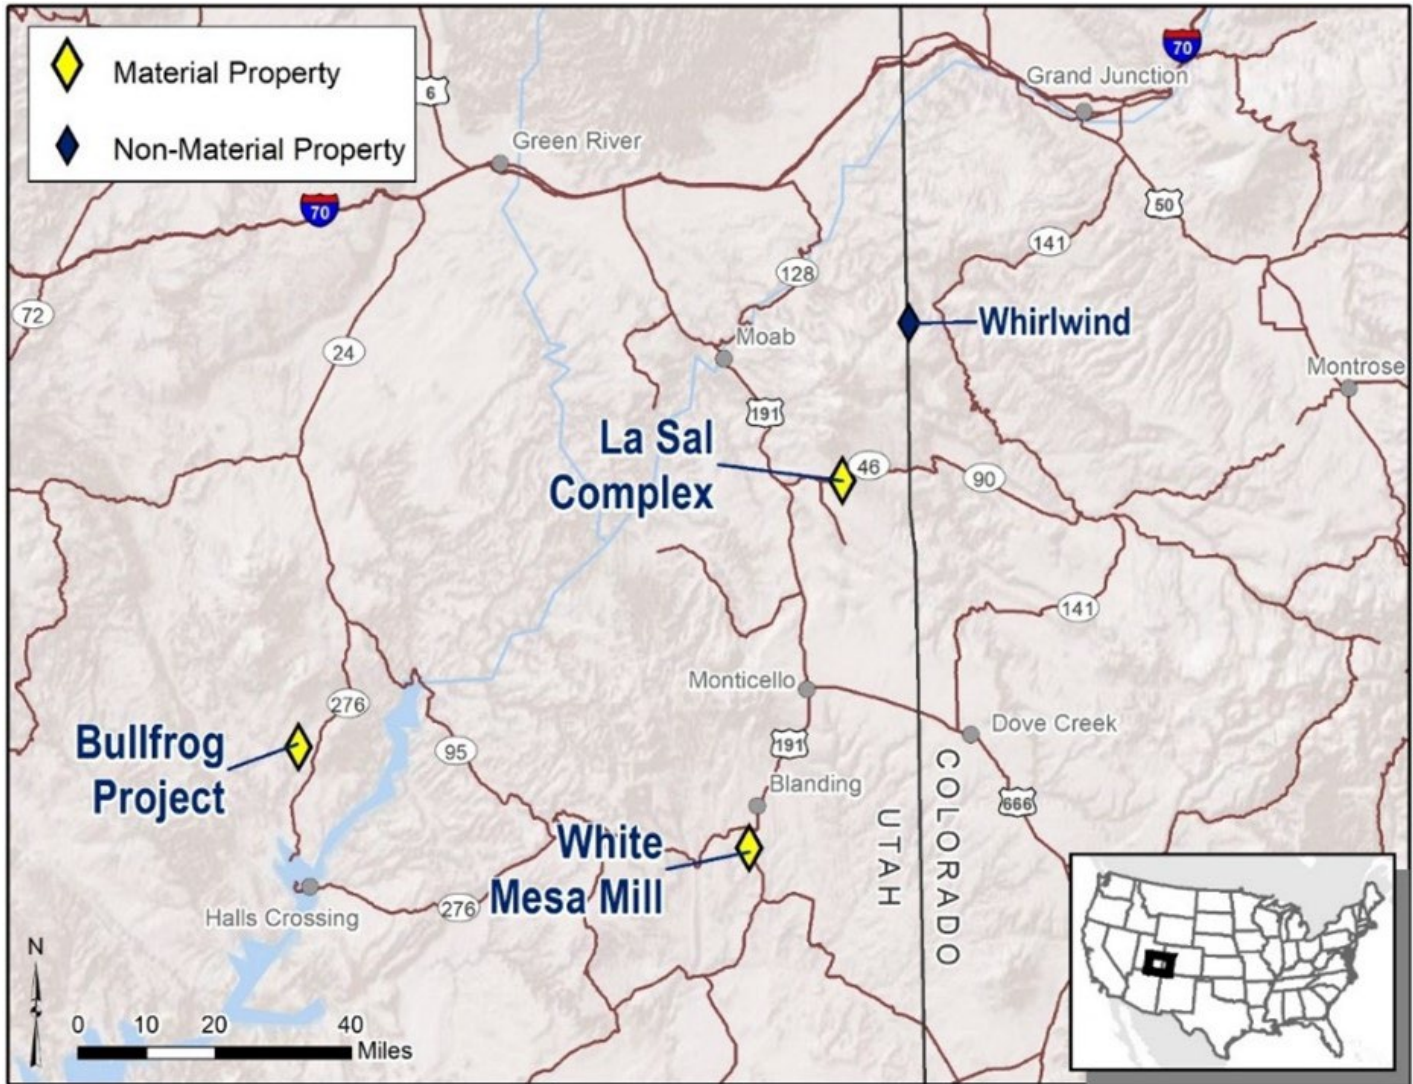 Material Property
Non-Material Property
6
70
Grand Junction
Green River
70
50
141
128
72
Whirlwind
24
Moab
Montrose
191
La Sal
Complex
46
90
141
Monticello
276
Dove Creek
Bullfrog
Project
95
191
Blanding
666
White
Mesa Mill
UTAH
COLORADO
Halls Crossing
276
N
0 10 20 40
Miles